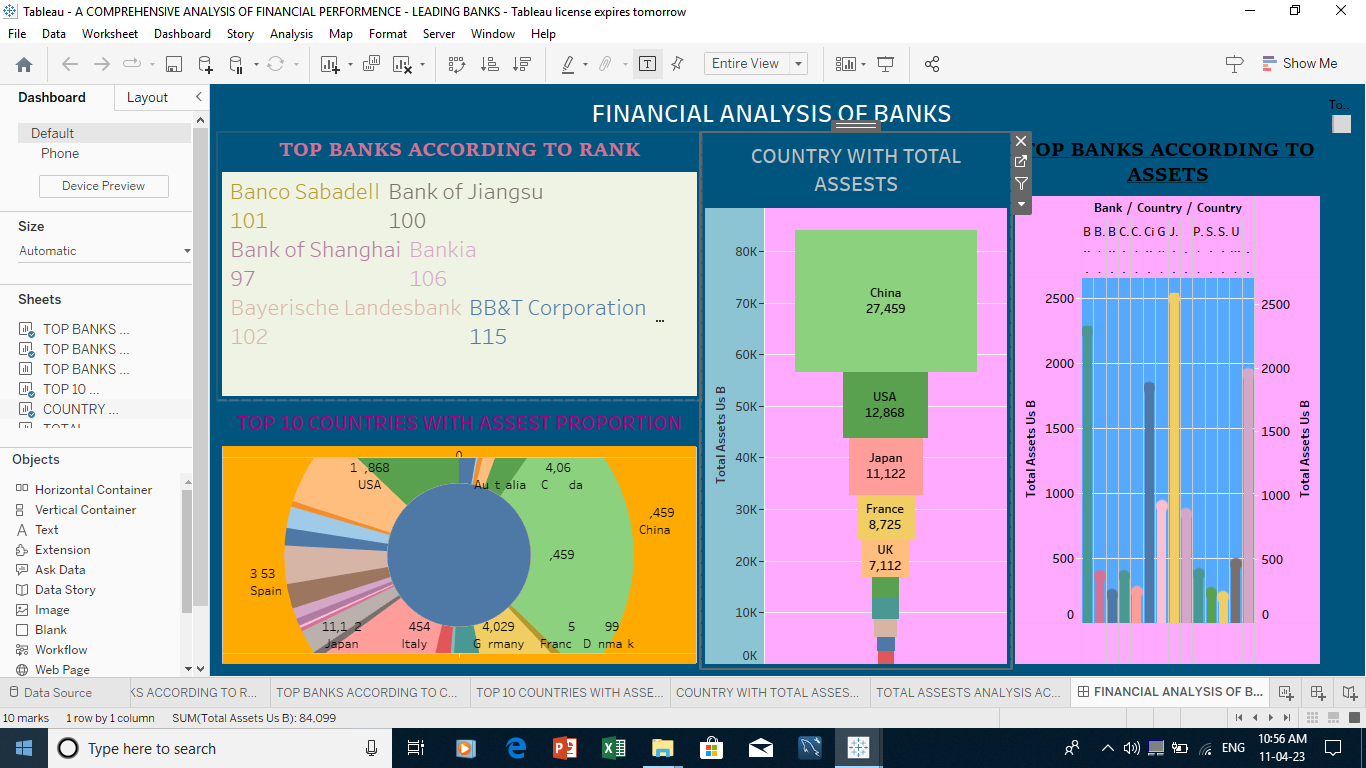 Tableau - A COMPREHENSIVE ANALYSIS OF FINANCIAL PERFORMENCE - LEADING BANKS - Tableau license expires tomorrow
File Data Worksheet Dashboard Story Analysis Map Format Server Window Help
Entire View
Show Me
Dashboard Layout
Default
Phone
Device Preview
Size
Automatic
Sheets
TOP BANKS ...
TOP BANKS ...
TOP BANKS ...
TOP 10 ...
COUNTRY ...
TOTAL
Objects
Horizontal Container
Vertical Container
Text
Extension
Ask Data
Data Story
Image
Blank
Workflow
Web Page
FINANCIAL ANALYSIS OF BANKS
To..
TOP BANKS ACCORDING TO RANK
Banco Sabadell Bank of Jiangsu
101 100
Bank of Shanghai Bankia
97 106
Bayerische Landesbank BB&T Corporation ...
102 115
TOP 10 COUNTRIES WITH ASSEST PROPORTION
0
1 ,868 4,06
USA Au t alia C da
,459
China
,459
3 53
Spain
11,1 2 454 4,029 5 99
Japan Italy G rmany Franc D nma k
COUNTRY WITH TOTAL
ASSESTS
Total Assets Us B
80K
70K
60K
50K
40K
30K
20K
10K
0K
China
27,459
USA
12,868
Japan
11,122
France
8,725
UK
7,112
TOP BANKS ACCORDING TO
ASSETS
Bank / Country / Country
B B. B C. C. Ci G J. P. S. S. U
Total Assets Us B
2500
2000
1500
1000
500
0
2500
2000
1500
1000
500
0
Total Assets Us B
Data Source KS ACCORDING TO R... TOP BANKS ACCORDING TO C... TOP 10 COUNTRIES WITH ASSE... COUNTRY WITH TOTAL ASSES... TOTAL ASSESTS ANALYSIS AC... FINANCIAL ANALYSIS OF B...
10 marks 1 row by 1 column SUM(Total Assets Us B): 84,099
Type here to search
ENG
10:56 AM
11-04-23